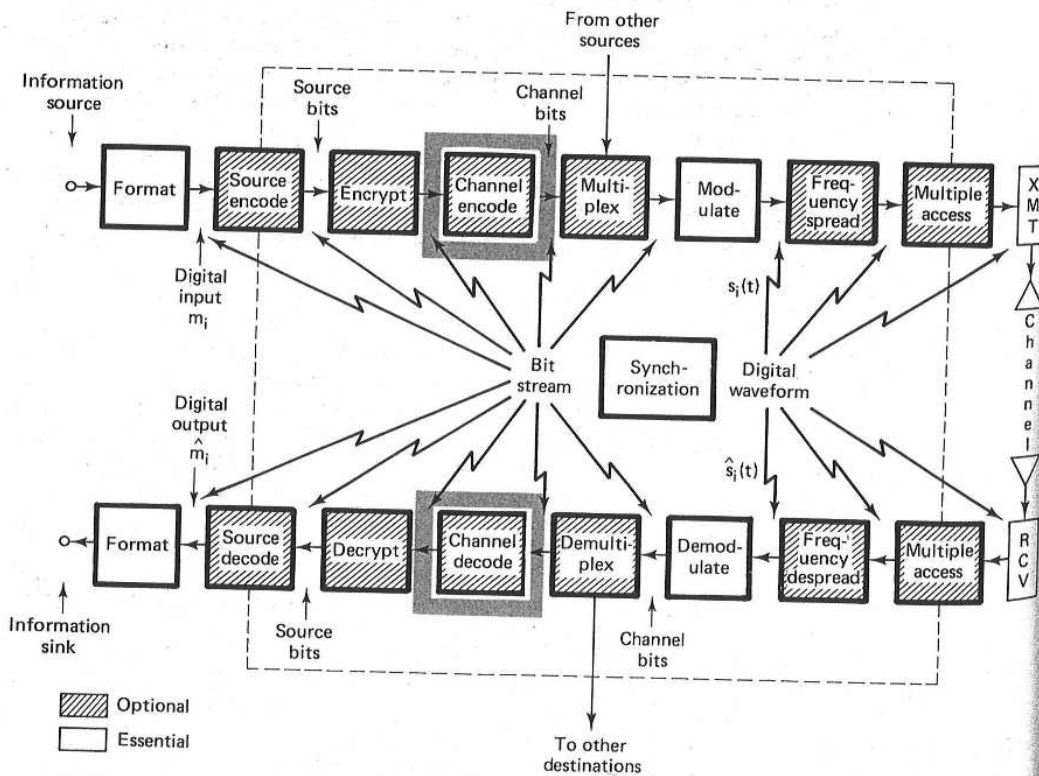 From other
sources
Information
source
Source
bits
Channel
bits
Format
Source
encode
Encrypt
Channel
encode
Multi-
plex
Mod-
ulate
Freq-
uency
spread
Multiple
access
X
M
T
Digital
input
m_i
s_i(t)
C
h
a
n
n
e
l
Bit
stream
Synch-
ronization
Digital
waveform
Digital
output
m̂_i
ŝ_i(t)
Format
Source
decode
Decrypt
Channel
decode
Demulti-
plex
Demod-
ulate
Freq-
uency
despread
Multiple
access
R
C
V
Information
sink
Source
bits
Channel
bits
Optional
Essential
To other
destinations